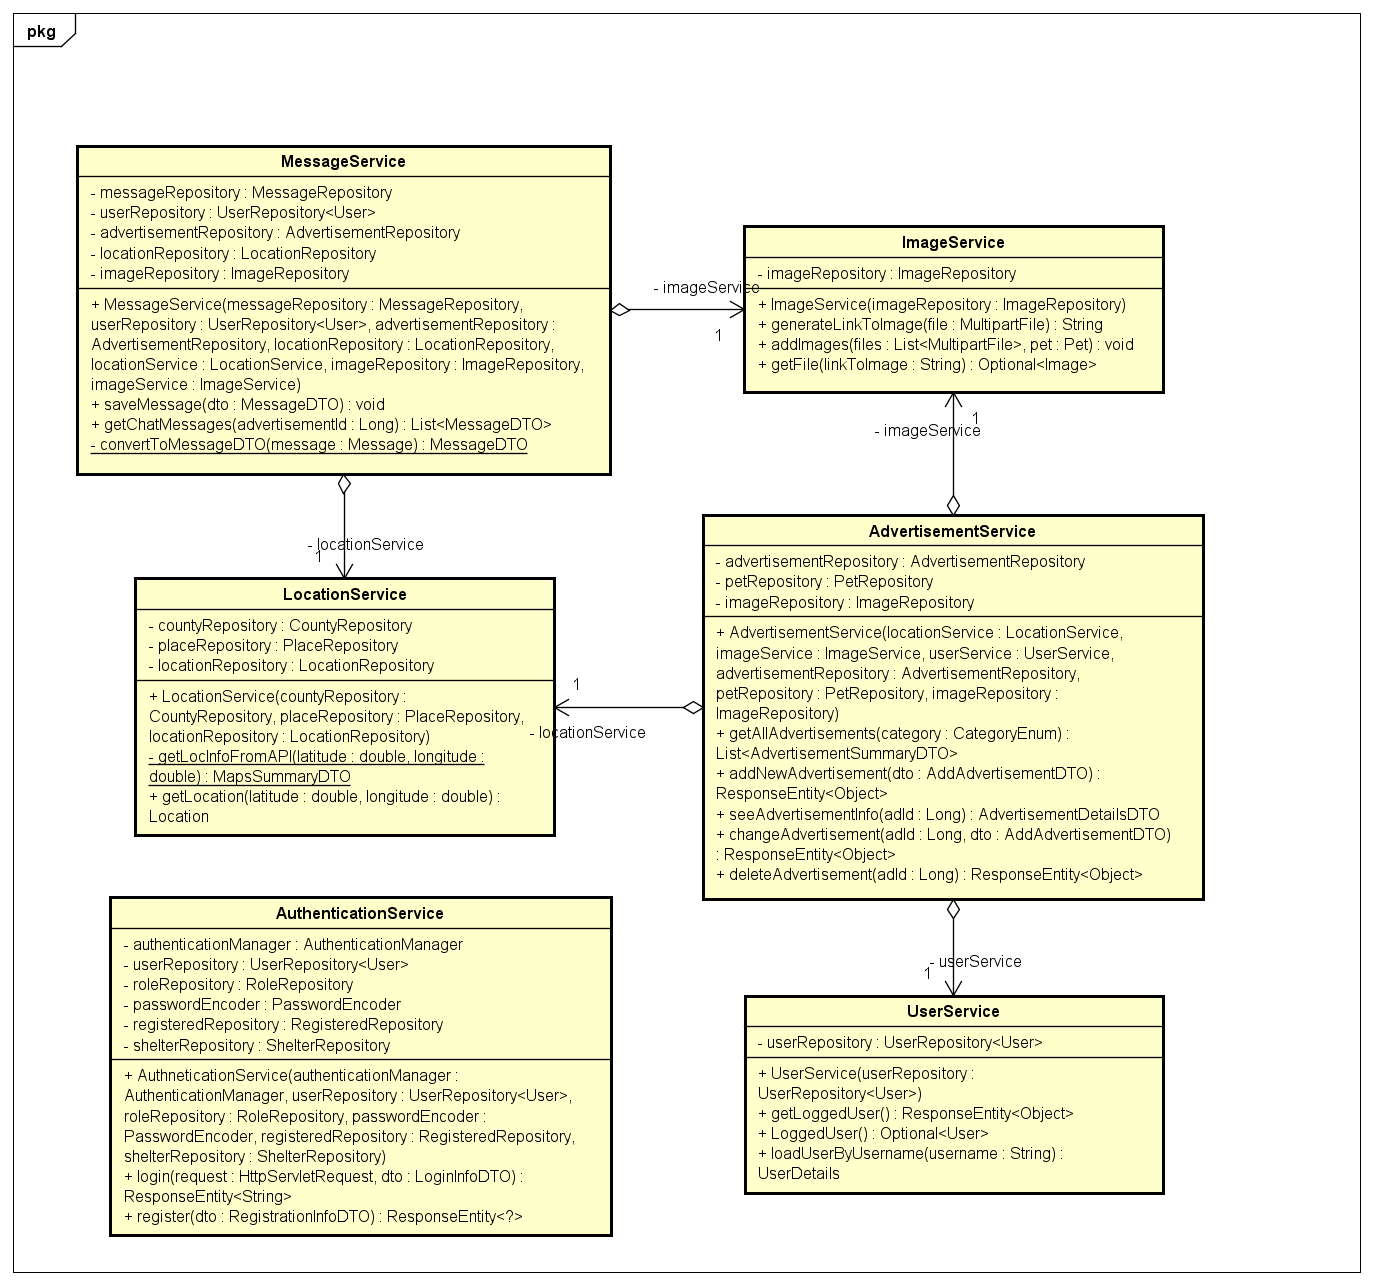 pkg
MessageService
- messageRepository : MessageRepository
- userRepository : UserRepository<User>
- advertisementRepository : AdvertisementRepository
- locationRepository : LocationRepository
- imageRepository : ImageRepository
+ MessageService(messageRepository : MessageRepository,
userRepository : UserRepository<User>, advertisementRepository :
AdvertisementRepository, locationRepository : LocationRepository,
locationService : LocationService, imageRepository : ImageRepository,
imageService : ImageService)
+ saveMessage(dto : MessageDTO) : void
+ getChatMessages(advertisementId : Long) : List<MessageDTO>
- convertToMessageDTO(message : Message) : MessageDTO
- imageService
1
ImageService
- imageRepository : ImageRepository
+ ImageService(imageRepository : ImageRepository)
+ generateLinkToImage(file : MultipartFile) : String
+ addImages(files : List<MultipartFile>, pet : Pet) : void
+ getFile(linkToImage : String) : Optional<Image>
1
- imageService
- locationService
1
LocationService
- countyRepository : CountyRepository
- placeRepository : PlaceRepository
- locationRepository : LocationRepository
+ LocationService(countyRepository :
CountyRepository, placeRepository : PlaceRepository,
locationRepository : LocationRepository)
- getLocInfoFromAPI(latitude : double, longitude :
double) : MapsSummaryDTO
+ getLocation(latitude : double, longitude : double) :
Location
1
- locationService
AdvertisementService
- advertisementRepository : AdvertisementRepository
- petRepository : PetRepository
- imageRepository : ImageRepository
+ AdvertisementService(locationService : LocationService,
imageService : ImageService, userService : UserService,
advertisementRepository : AdvertisementRepository,
petRepository : PetRepository, imageRepository :
ImageRepository)
+ getAllAdvertisements(category : CategoryEnum) :
List<AdvertisementSummaryDTO>
+ addNewAdvertisement(dto : AddAdvertisementDTO) :
ResponseEntity<Object>
+ seeAdvertisementInfo(adId : Long) : AdvertisementDetailsDTO
+ changeAdvertisement(adId : Long, dto : AddAdvertisementDTO)
: ResponseEntity<Object>
+ deleteAdvertisement(adId : Long) : ResponseEntity<Object>
AuthenticationService
- authenticationManager : AuthenticationManager
- userRepository : UserRepository<User>
- roleRepository : RoleRepository
- passwordEncoder : PasswordEncoder
- registeredRepository : RegisteredRepository
- shelterRepository : ShelterRepository
+ AuthneticationService(authenticationManager :
AuthenticationManager, userRepository : UserRepository<User>,
roleRepository : RoleRepository, passwordEncoder :
PasswordEncoder, registeredRepository : RegisteredRepository,
shelterRepository : ShelterRepository)
+ login(request : HttpServletRequest, dto : LoginInfoDTO) :
ResponseEntity<String>
+ register(dto : RegistrationInfoDTO) : ResponseEntity<?>
- userService
1
UserService
- userRepository : UserRepository<User>
+ UserService(userRepository :
UserRepository<User>)
+ getLoggedUser() : ResponseEntity<Object>
+ LoggedUser() : Optional<User>
+ loadUserByUsername(username : String) :
UserDetails